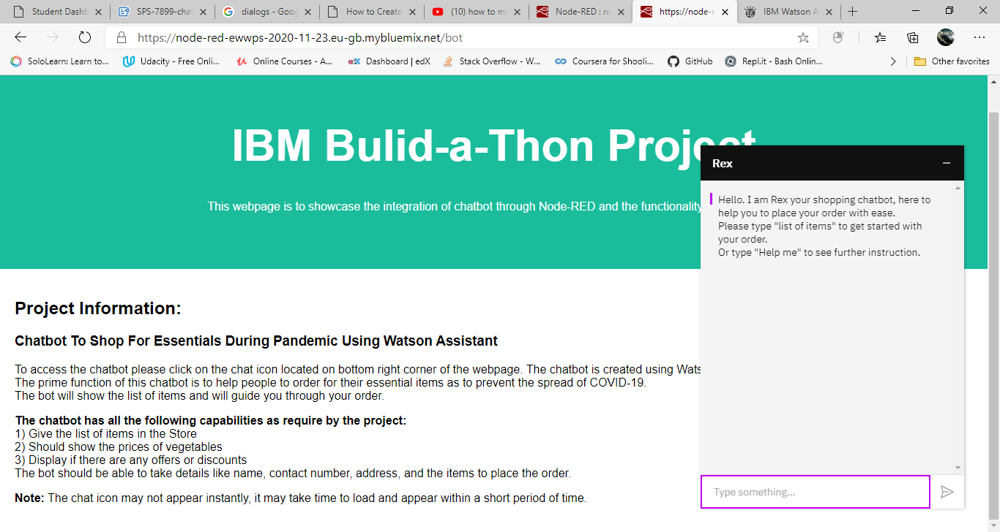 Student Dashb
SPS-7899-chat
dialogs - Goog
How to Create
(10) how to m
Node-RED : n
https://node-r
IBM Watson A
https://node-red-ewwps-2020-11-23.eu-gb.mybluemix.net/bot
SoloLearn: Learn to...
Udacity - Free Onli...
Online Courses - A...
edX Dashboard | edX
Stack Overflow - W...
Coursera for Shooli...
GitHub
Repl.it - Bash Onlin...
Other favorites
IBM Bulid-a-Thon Project
This webpage is to showcase the integration of chatbot through Node-RED and the functionality
Project Information:
Chatbot To Shop For Essentials During Pandemic Using Watson Assistant
To access the chatbot please click on the chat icon located on bottom right corner of the webpage. The chatbot is created using Wats
The prime function of this chatbot is to help people to order for their essential items as to prevent the spread of COVID-19.
The bot will show the list of items and will guide you through your order.
The chatbot has all the following capabilities as require by the project:
1) Give the list of items in the Store
2) Should show the prices of vegetables
3) Display if there are any offers or discounts
The bot should be able to take details like name, contact number, address, and the items to place the order.
Note: The chat icon may not appear instantly, it may take time to load and appear within a short period of time.
Rex
Hello. I am Rex your shopping chatbot, here to
help you to place your order with ease.
Please type "list of items" to get started with
your order.
Or type "Help me" to see further instruction.
Type something...